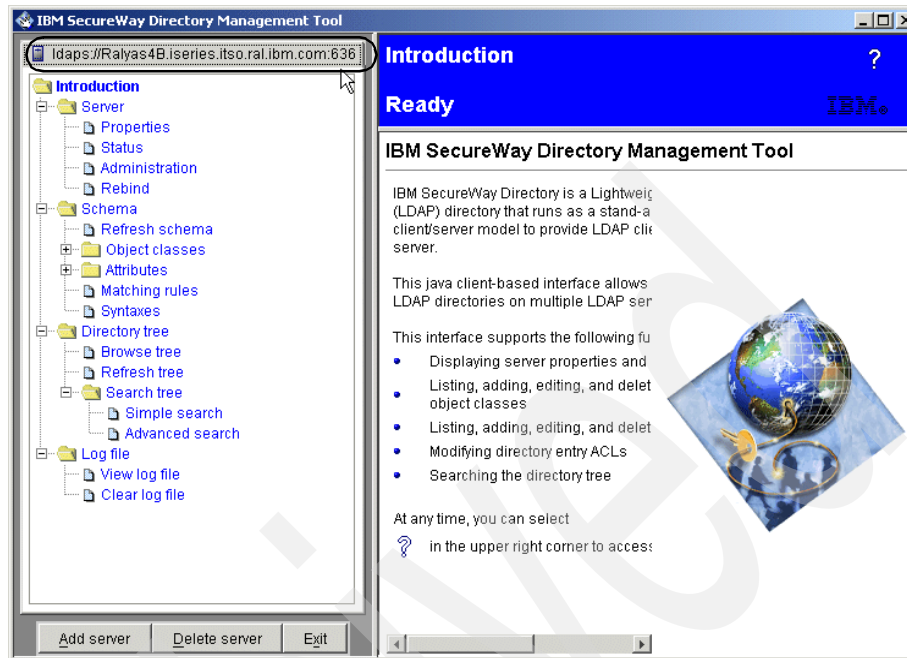 IBM SecureWay Directory Management Tool
ldaps://Ralyas4B.iseries.itso.ral.ibm.com:636
Introduction
Server
Properties
Status
Administration
Rebind
Schema
Refresh schema
Object classes
Attributes
Matching rules
Syntaxes
Directory tree
Browse tree
Refresh tree
Search tree
Simple search
Advanced search
Log file
View log file
Clear log file
Add server Delete server Exit
Introduction ?
Ready IBM
IBM SecureWay Directory Management Tool
IBM SecureWay Directory is a Lightweig
(LDAP) directory that runs as a stand-a
client/server model to provide LDAP clie
server.
This java client-based interface allows
LDAP directories on multiple LDAP ser
This interface supports the following fu
Displaying server properties and
Listing, adding, editing, and delet
object classes
Listing, adding, editing, and delet
Modifying directory entry ACLs
Searching the directory tree
At any time, you can select
? in the upper right corner to access